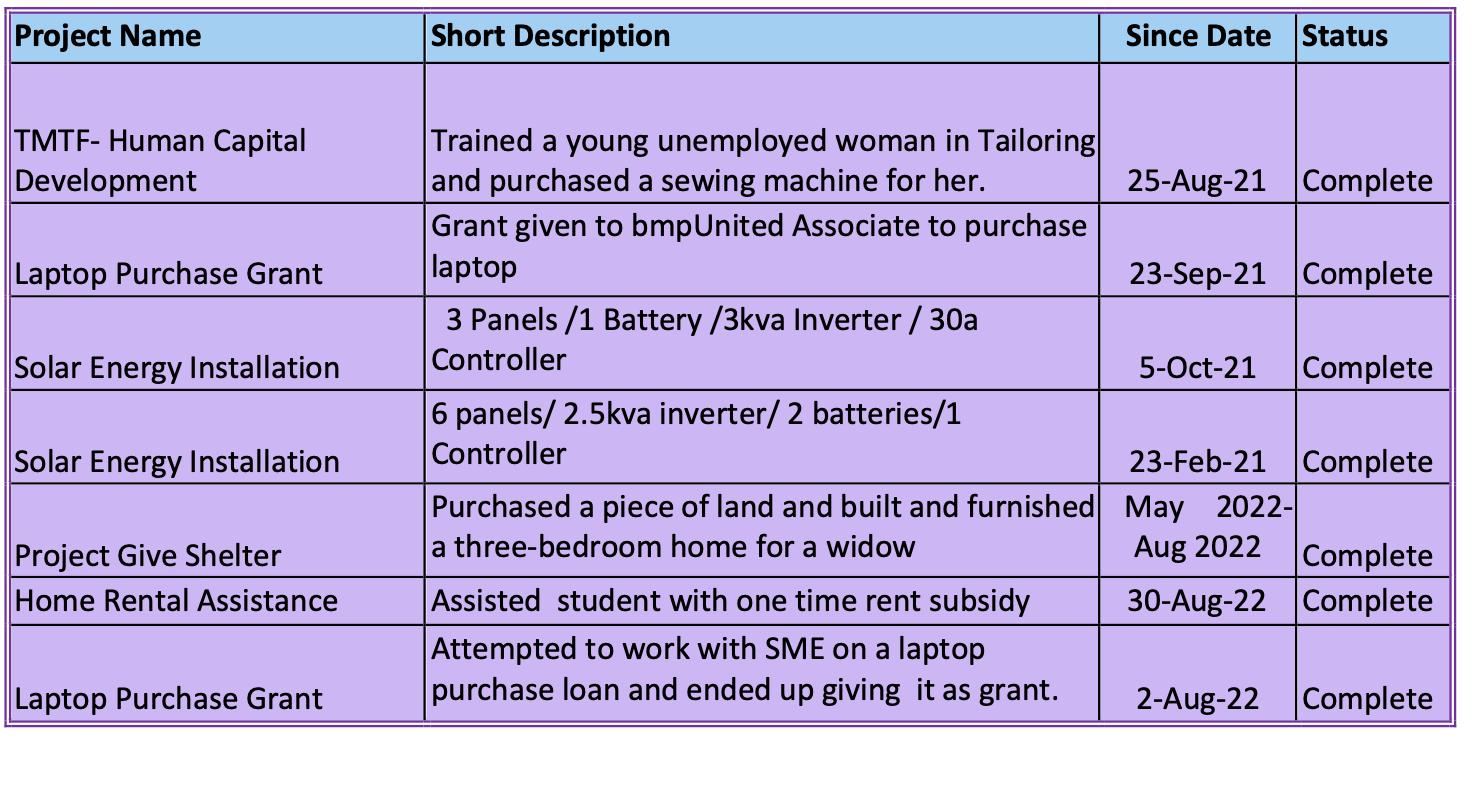 Project Name Short Description Since Date Status
TMTF- Human Capital Trained a young unemployed woman in Tailoring
Development and purchased a sewing machine for her. 25-Aug-21 Complete
Grant given to bmpUnited Associate to purchase
laptop
Laptop Purchase Grant 23-Sep-21 Complete
3 Panels /1 Battery /3kva Inverter / 30a
Controller
Solar Energy Installation 5-Oct-21 Complete
6 panels/ 2.5kva inverter/ 2 batteries/1
Controller
Solar Energy Installation 23-Feb-21 Complete
Purchased a piece of land and built and furnished May 2022-
a three-bedroom home for a widow Aug 2022
Project Give Shelter Complete
Home Rental Assistance Assisted student with one time rent subsidy 30-Aug-22 Complete
Attempted to work with SME on a laptop
purchase loan and ended up giving it as grant.
Laptop Purchase Grant 2-Aug-22 Complete